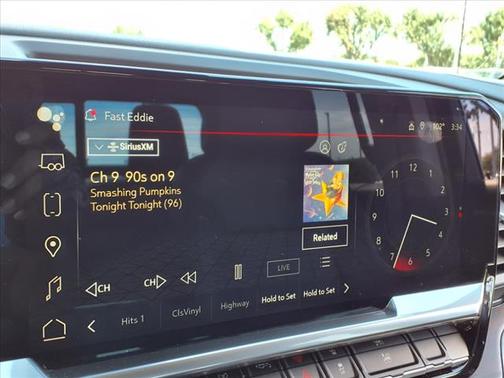 Fast Eddie
102° 3:34
SiriusXM
Ch 9 90s on 9
Smashing Pumpkins
Tonight Tonight (96)
Related
CH CH LIVE
Hits 1 ClsVinyl Highway Hold to Set Hold to Set
12
1
2
3
4
5
6
7
8
9
10
11